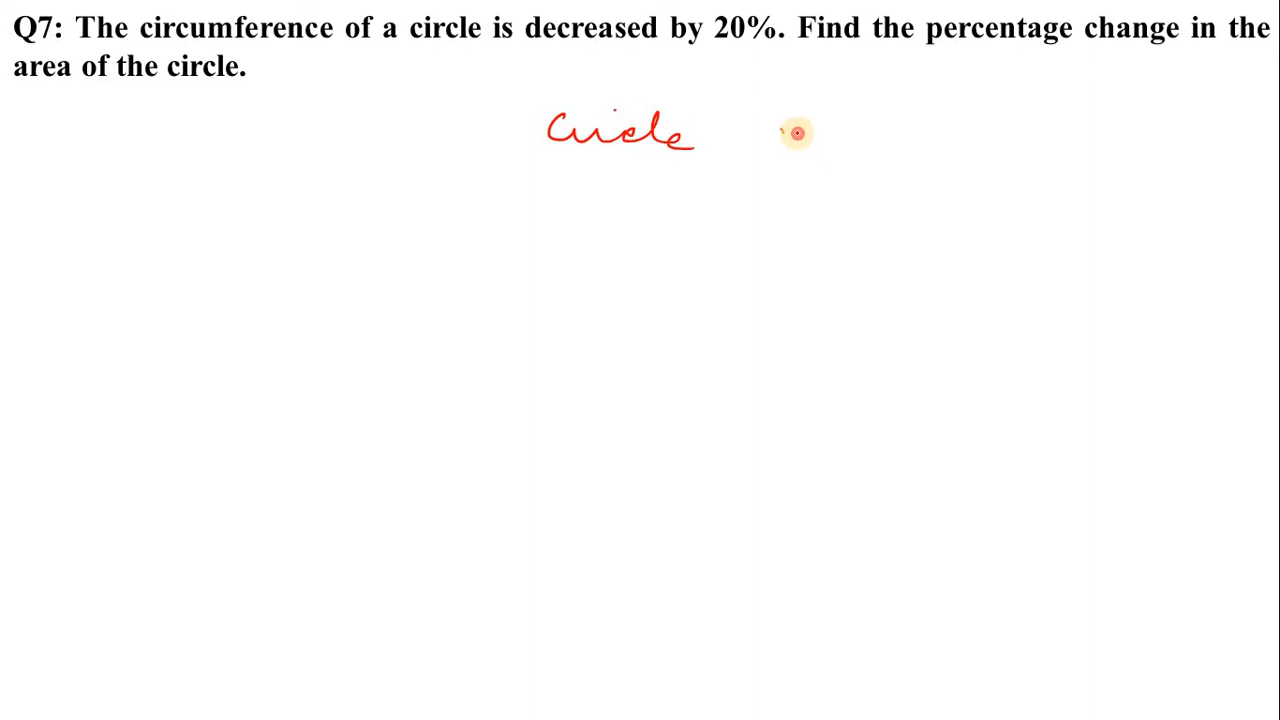 Q7: The circumference of a circle is decreased by 20%. Find the percentage change in the
area of the circle.
Circle